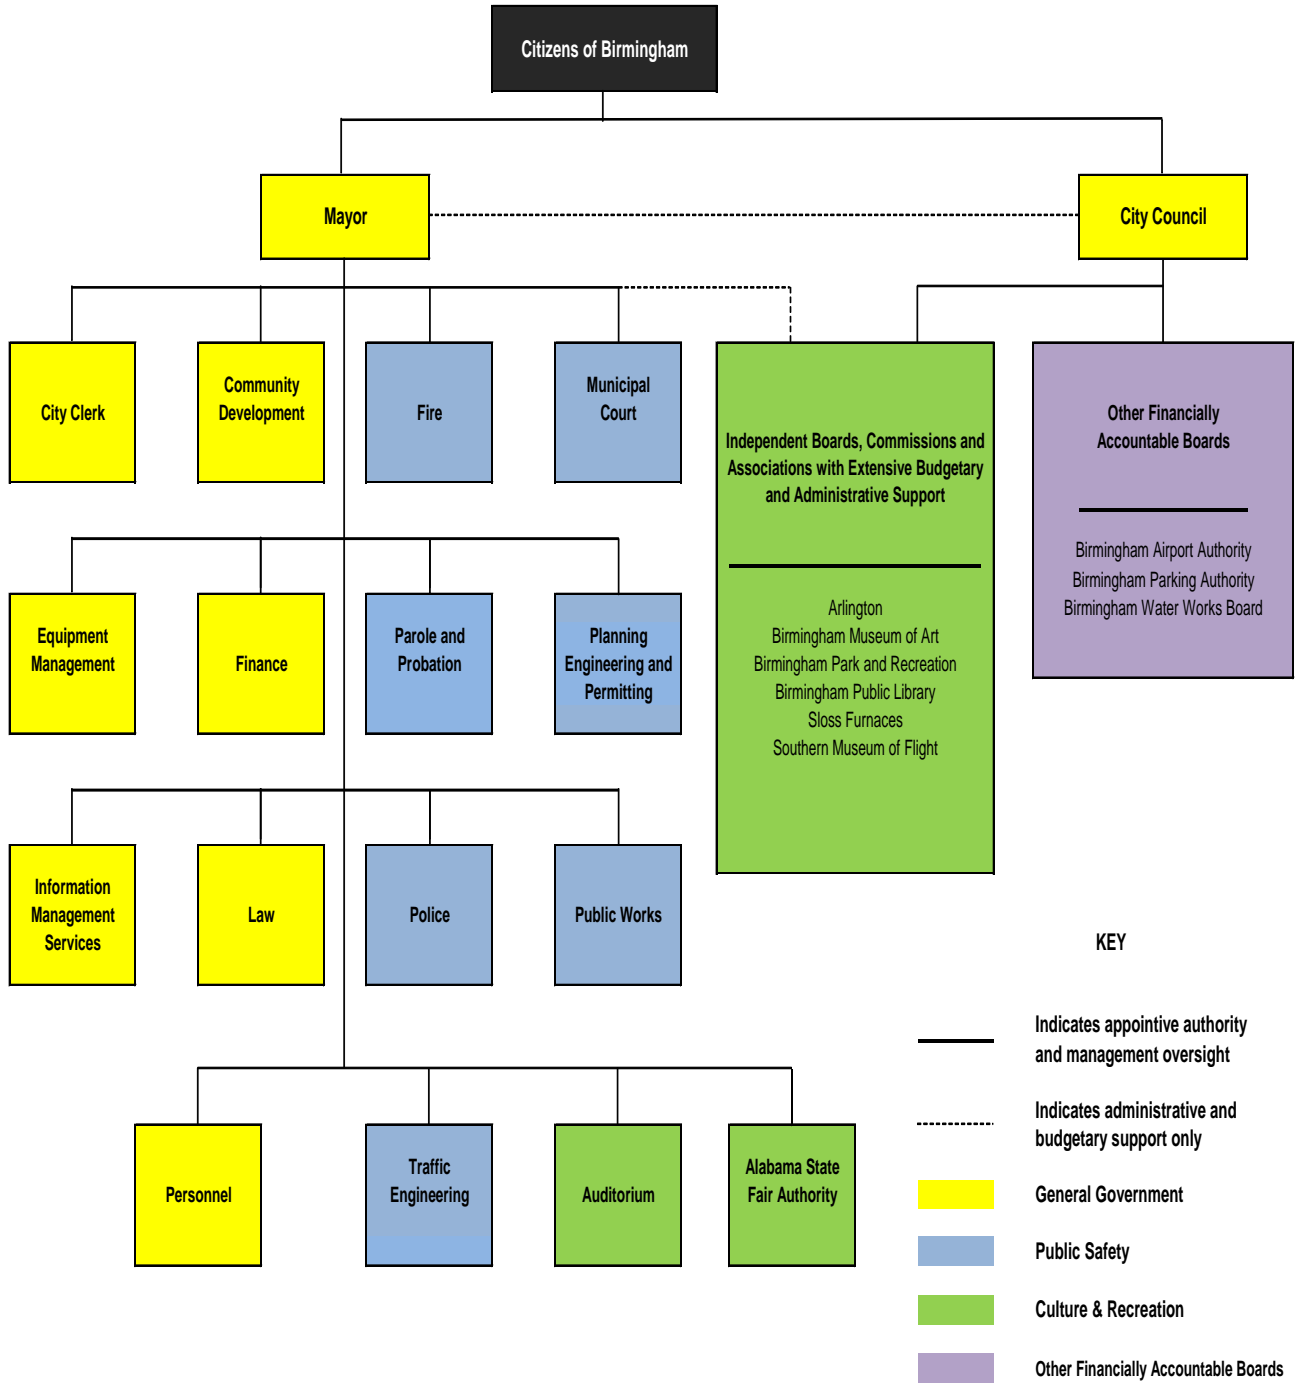 Citizens of Birmingham
Mayor
City Council
City Clerk
Community
Development
Fire
Municipal
Court
Independent Boards, Commissions and
Associations with Extensive Budgetary
and Administrative Support
Arlington
Birmingham Museum of Art
Birmingham Park and Recreation
Birmingham Public Library
Sloss Furnaces
Southern Museum of Flight
Other Financially
Accountable Boards
Birmingham Airport Authority
Birmingham Parking Authority
Birmingham Water Works Board
Equipment
Management
Finance
Parole and
Probation
Planning
Engineering and
Permitting
Information
Management
Services
Law
Police
Public Works
Personnel
Traffic
Engineering
Auditorium
Alabama State
Fair Authority
KEY
Indicates appointive authority
and management oversight
Indicates administrative and
budgetary support only
General Government
Public Safety
Culture & Recreation
Other Financially Accountable Boards